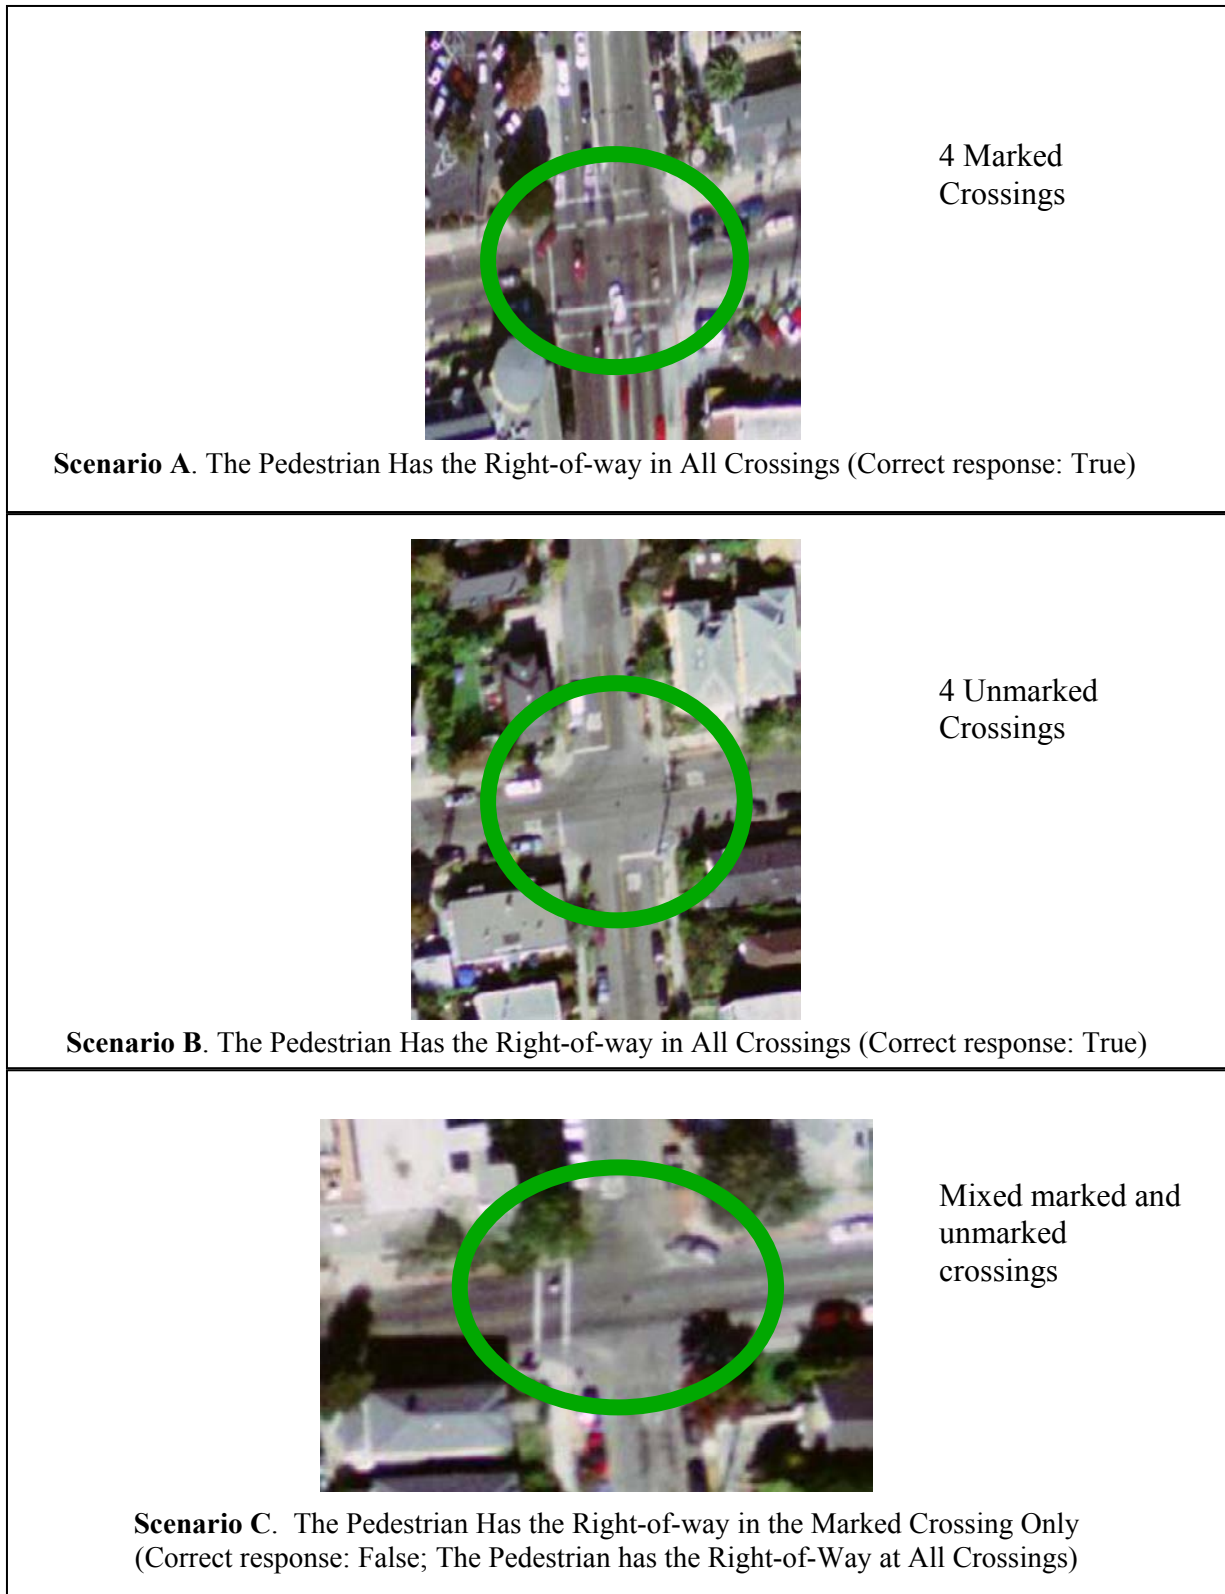 4 Marked
Crossings
Scenario A. The Pedestrian Has the Right-of-way in All Crossings (Correct response: True)
4 Unmarked
Crossings
Scenario B. The Pedestrian Has the Right-of-way in All Crossings (Correct response: True)
Mixed marked and
unmarked
crossings
Scenario C. The Pedestrian Has the Right-of-way in the Marked Crossing Only
(Correct response: False; The Pedestrian has the Right-of-Way at All Crossings)